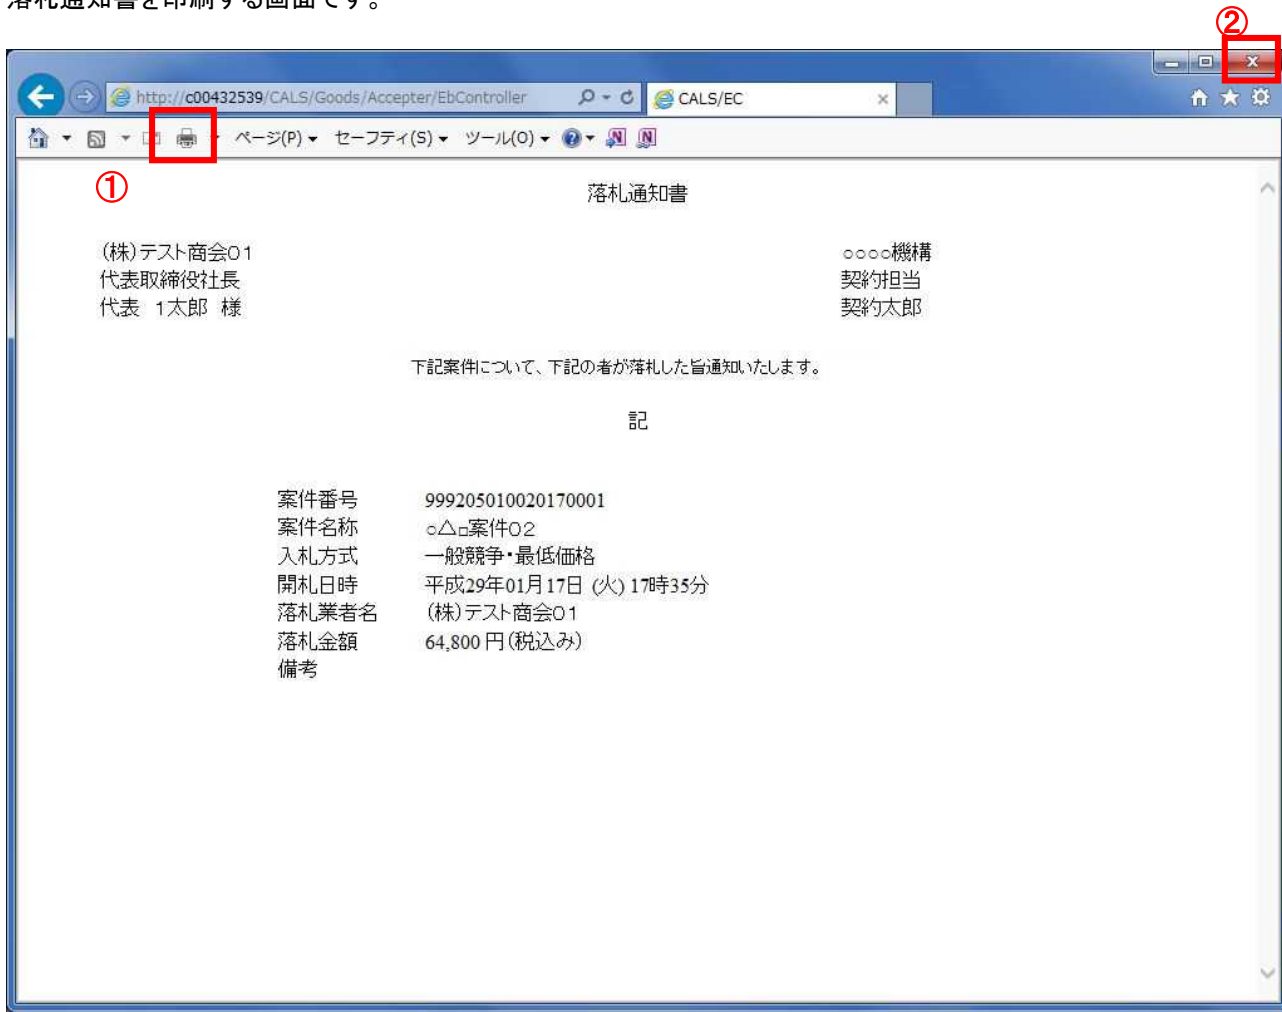 落札通知書を印刷する画面です。
②
http://c00432539/CALS/Goods/Accepter/EbController
CALS/EC
ページ(P) セーフティ(S) ツール(O)
①
落札通知書
(株)テスト商会01
○○○○機構
代表取締役社長
契約担当
代表 1太郎 様
契約太郎
下記案件について、下記の者が落札した旨通知いたします。
記
案件番号 999205010020170001
案件名称 ○△□案件02
入札方式 一般競争・最低価格
開札日時 平成29年01月17日 (火) 17時35分
落札業者名 (株)テスト商会01
落札金額 64,800 円(税込み)
備考